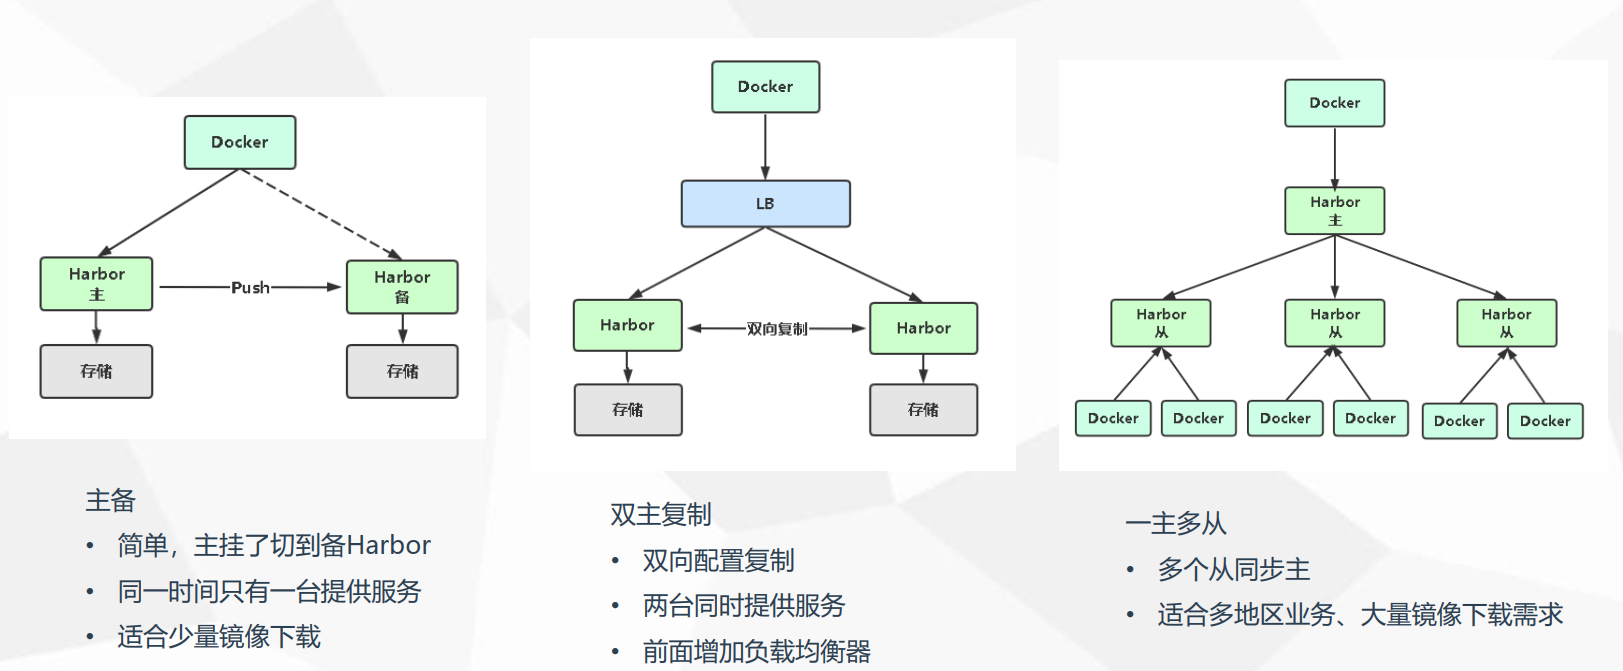 Docker
Harbor
主
Push
Harbor
备
存储
存储
主备
• 简单，主挂了切到备Harbor
• 同一时间只有一台提供服务
• 适合少量镜像下载
Docker
LB
Harbor
双向复制
Harbor
存储
存储
双主复制
• 双向配置复制
• 两台同时提供服务
• 前面增加负载均衡器
Docker
Harbor
主
Harbor
从
Harbor
从
Harbor
从
Docker
Docker
Docker
Docker
Docker
Docker
一主多从
• 多个从同步主
• 适合多地区业务、大量镜像下载需求